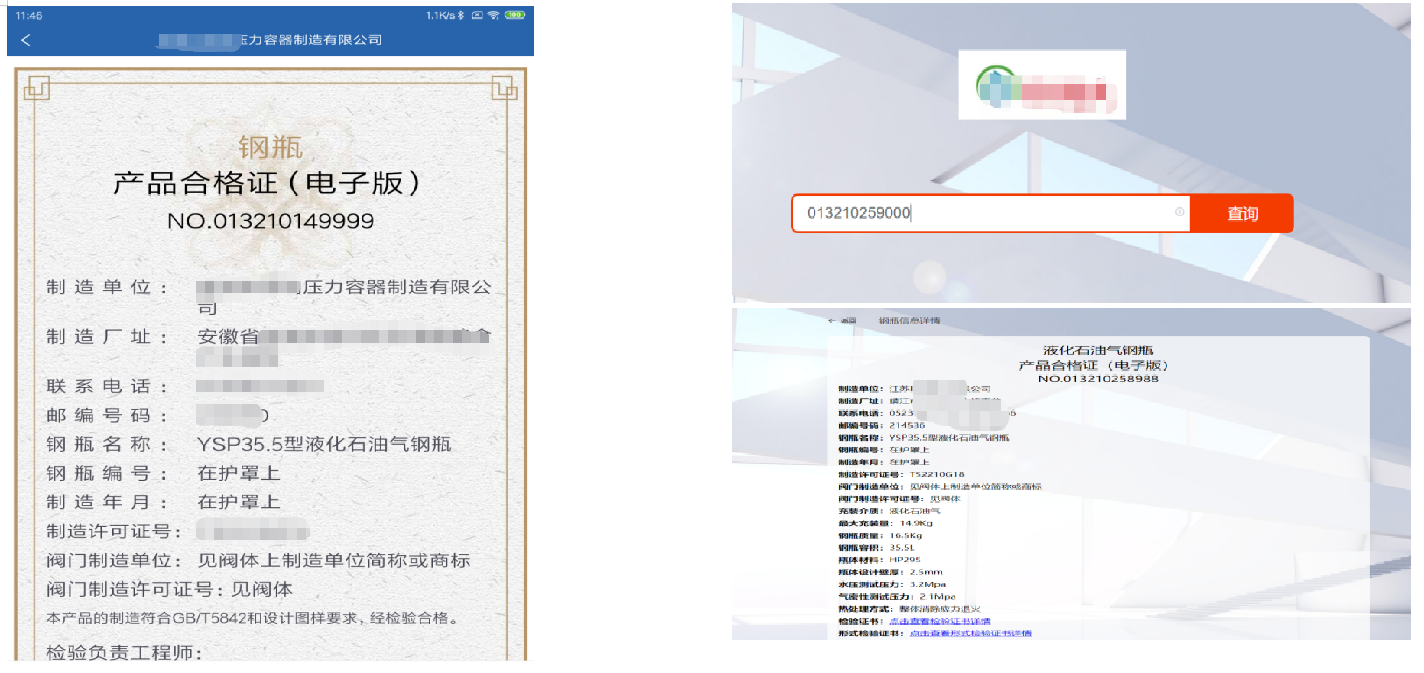 11:46
1.1K/s
100
压力容器制造有限公司
钢瓶
产品合格证（电子版）
NO.013210149999
制造单位：压力容器制造有限公
司
制造厂址：安徽省
联系电话：
邮编号码：
钢瓶名称：YSP35.5型液化石油气钢瓶
钢瓶编号：在护罩上
制造年月：在护罩上
制造许可证号：
阀门制造单位：见阀体上制造单位简称或商标
阀门制造许可证号：见阀体
本产品的制造符合GB/T5842和设计图样要求、经检验合格。
检验负责工程师：
013210259000
查询
← 返回 钢瓶信息详情
液化石油气钢瓶
产品合格证（电子版）
NO.013210258988
制造单位：江苏 公司
制造厂址：靖江
联系电话：0523
邮编号码：214536
钢瓶名称：YSP35.5型液化石油气钢瓶
钢瓶编号：在护罩上
制造年月：在护罩上
制造许可证号：TS2210G18
阀门制造单位：见阀体上制造单位简称或商标
阀门制造许可证号：见阀体
充装介质：液化石油气
最大充装量：14.9Kg
钢瓶质量：16.5Kg
钢瓶容积：35.5L
瓶体材料：HP295
瓶体设计壁厚：2.5mm
水压测试压力：3.2Mpa
气密性测试压力：2.1Mpa
热处理方式：整体消除应力退火
检验证书：点击查看检验证书详情
形式检验证书：点击查看形式检验证书详情